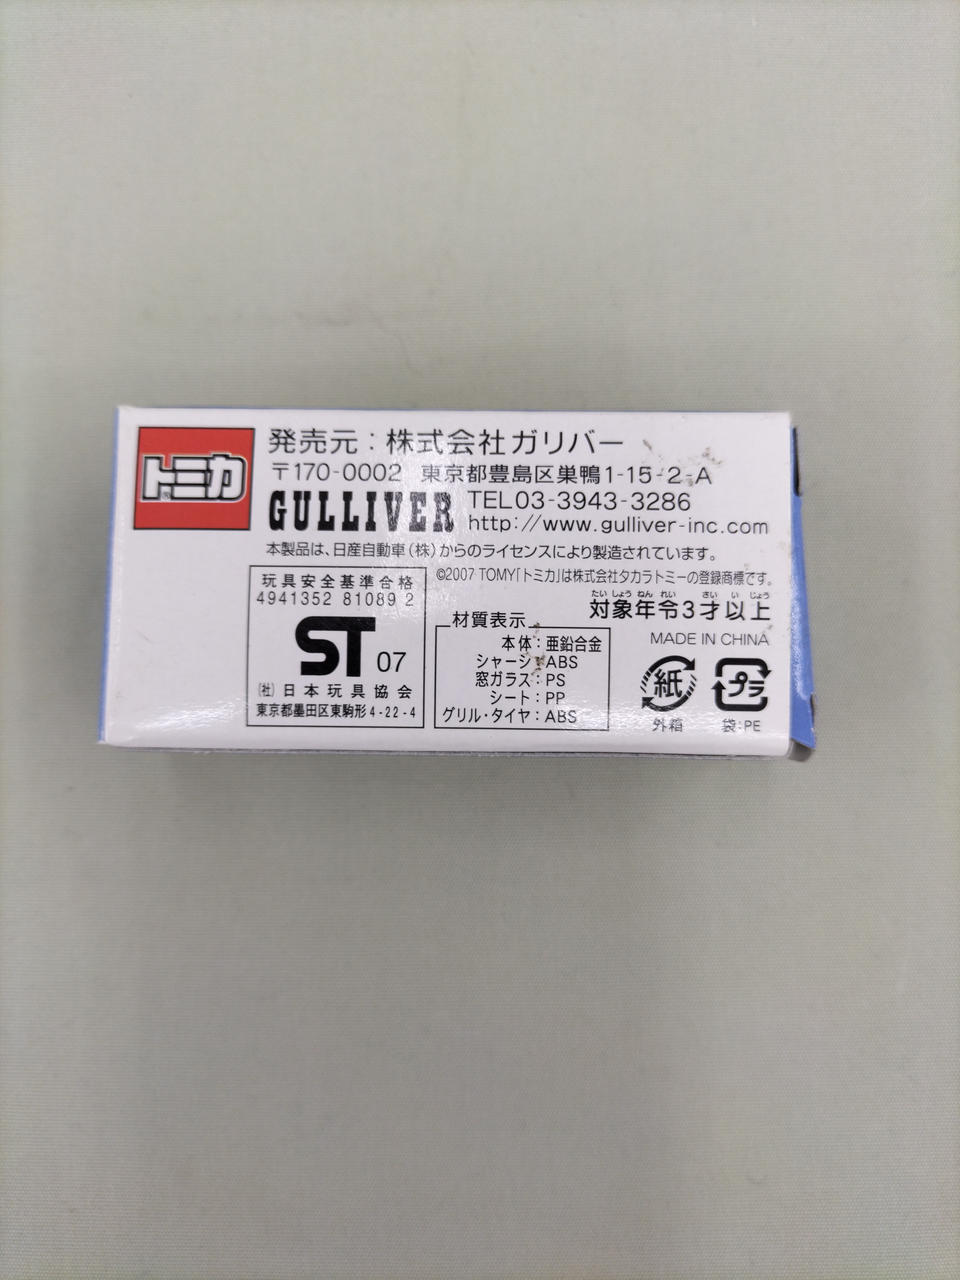 トミカ
発売元：株式会社ガリバー
〒170-0002 東京都豊島区巣鴨1-15-2-A
GULLIVER
TEL03-3943-3286
http://www.gulliver-inc.com
本製品は、日産自動車(株)からのライセンスにより製造されています。
©2007 TOMY「トミカ」は株式会社タカラトミーの登録商標です。
玩具安全基準合格
4941352 81089 2
ST 07
(社)日本玩具協会
東京都墨田区東駒形4-22-4
材質表示
本体：亜鉛合金
シャーシ：ABS
窓ガラス：PS
シート：PP
グリル・タイヤ：ABS
たいしょうねんれい さい いじょう
対象年令3才以上
MADE IN CHINA
紙
外箱
プラ
袋：PE